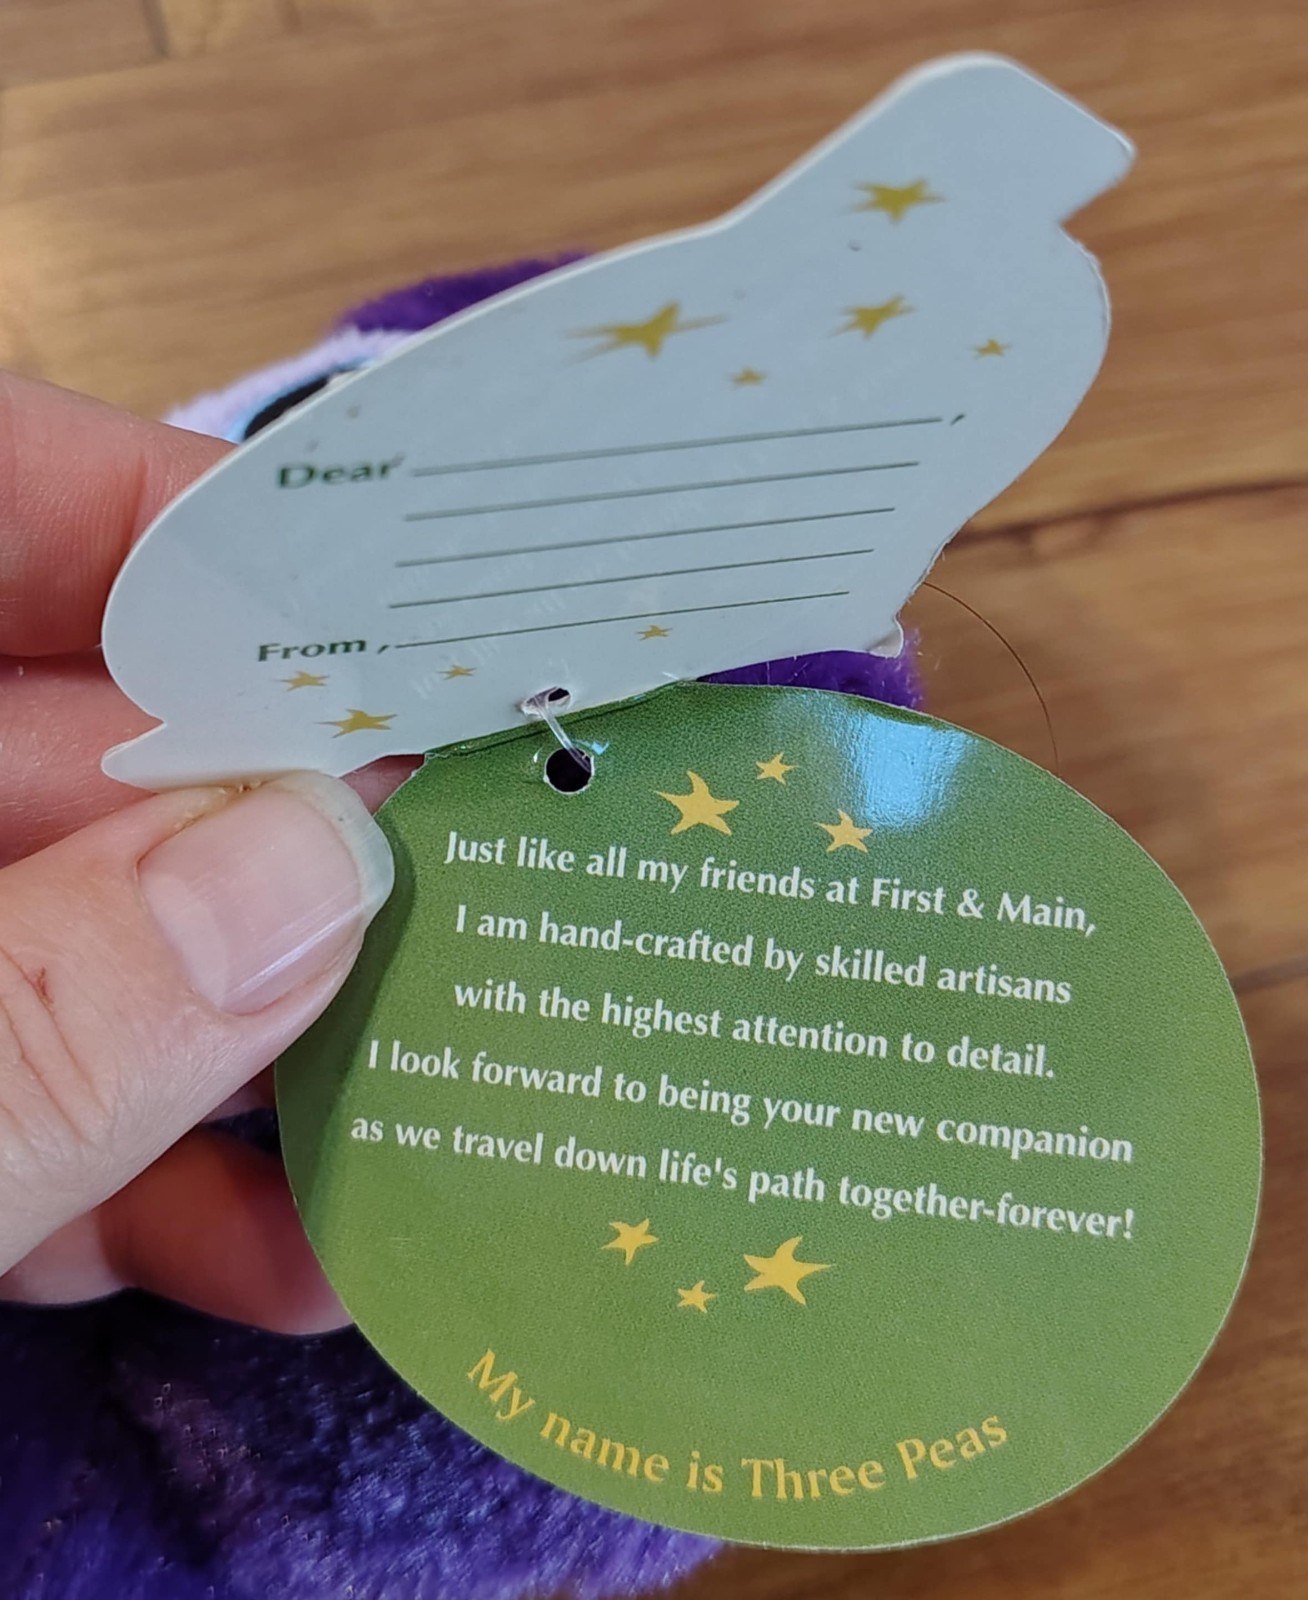 Dear ,
From ,
Just like all my friends at First & Main,
I am hand-crafted by skilled artisans
with the highest attention to detail.
I look forward to being your new companion
as we travel down life's path together-forever!
My name is Three Peas